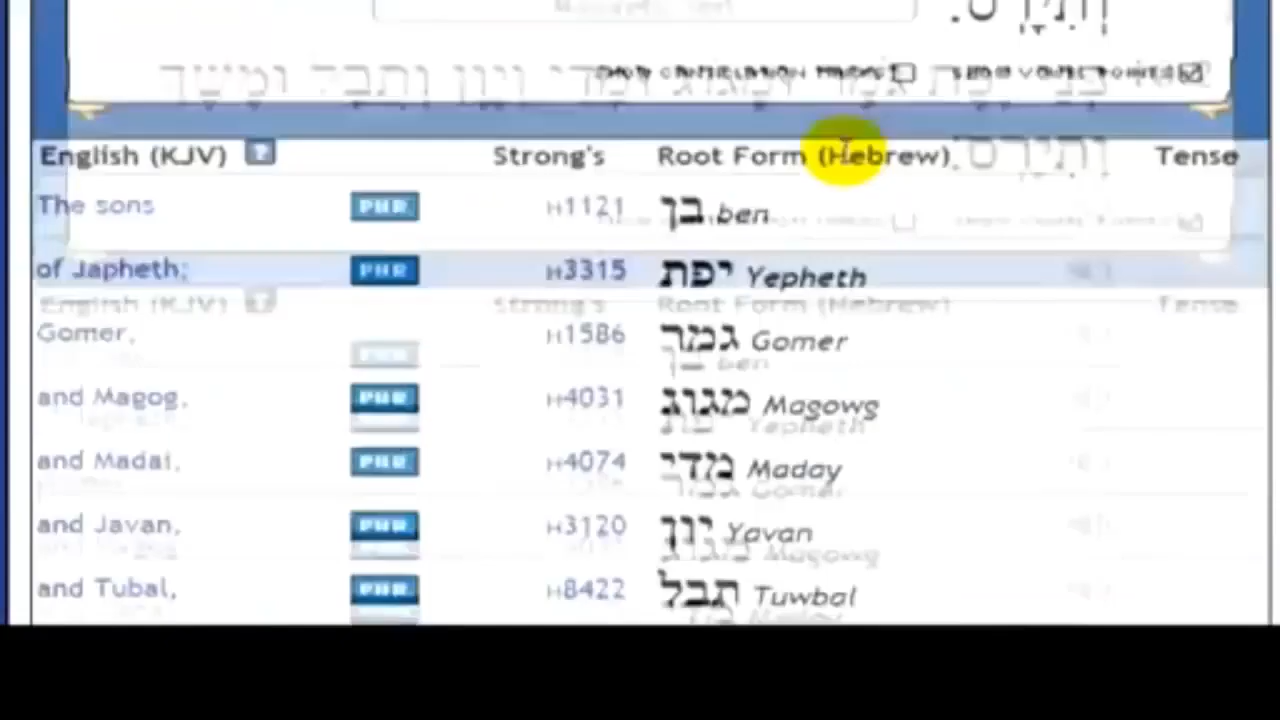 וְתִירָס.
English (KJV) ? Strong's Root Form (Hebrew) Tense
The sons PHR H1121 בן ben
of Japheth; PHR H3315 יפת Yepheth
Gomer, PHR H1586 גמר Gomer
and Magog, PHR H4031 מגוג Magowg
and Madai, PHR H4074 מדי Maday
and Javan, PHR H3120 יון Yavan
and Tubal, PHR H8422 תבל Tuwbal